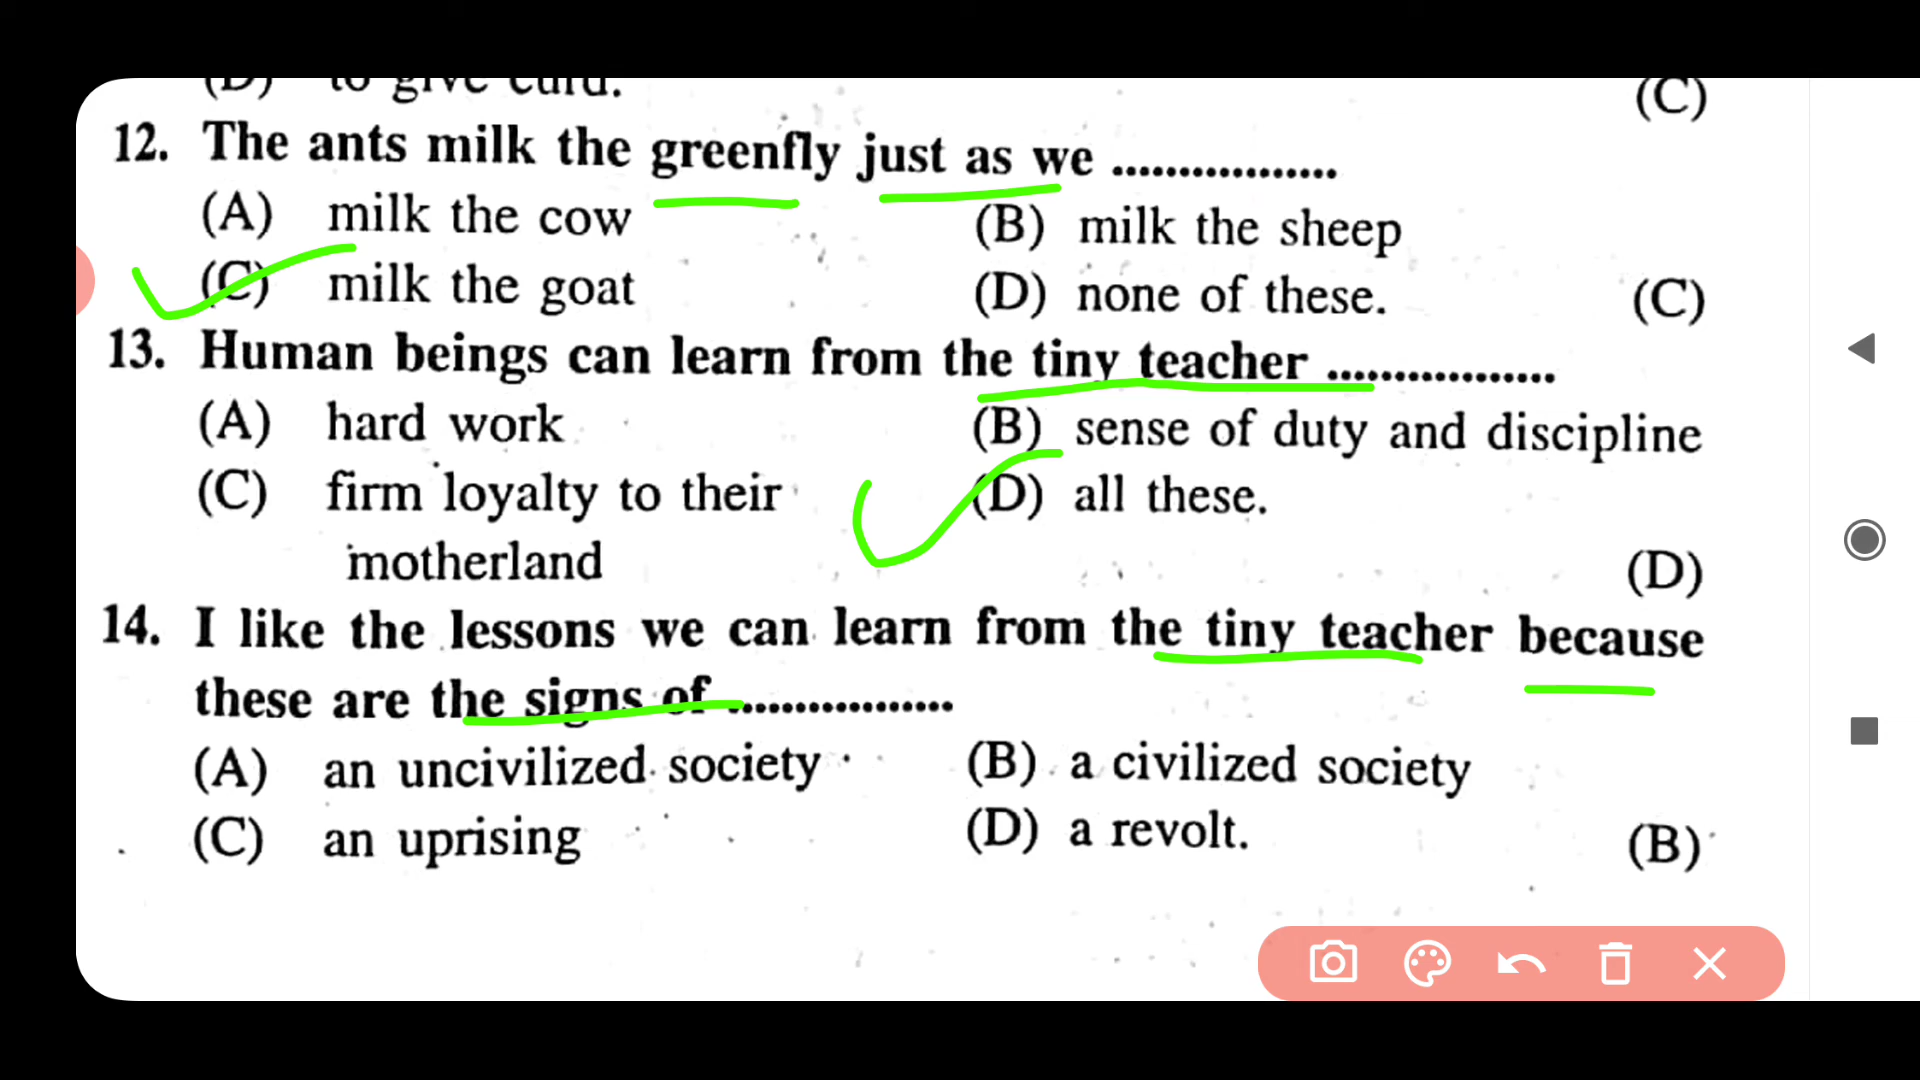 (D) to give curd.
(C)
12. The ants milk the greenfly just as we .................
(A) milk the cow (B) milk the sheep
(C) milk the goat (D) none of these. (C)
13. Human beings can learn from the tiny teacher .................
(A) hard work (B) sense of duty and discipline
(C) firm loyalty to their (D) all these.
motherland (D)
14. I like the lessons we can learn from the tiny teacher because
these are the signs of .................
(A) an uncivilized society (B) a civilized society
(C) an uprising (D) a revolt. (B)